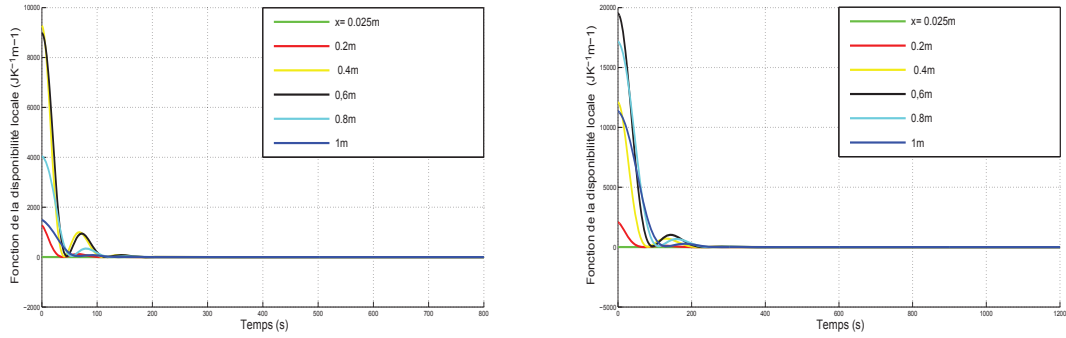 Fonction de la disponibilité locale (JK⁻¹m−1)
10000
8000
6000
4000
2000
0
−2000
0
100
200
300
400
500
600
700
800
Temps (s)
x= 0.025m
0.2m
0.4m
0,6m
0.8m
1m
Fonction de la disponibilité locale (JK⁻¹m−1)
20000
15000
10000
5000
0
−5000
0
200
400
600
800
1000
1200
Temps (s)
x= 0.025m
0.2m
0.4m
0,6m
0.8m
1m